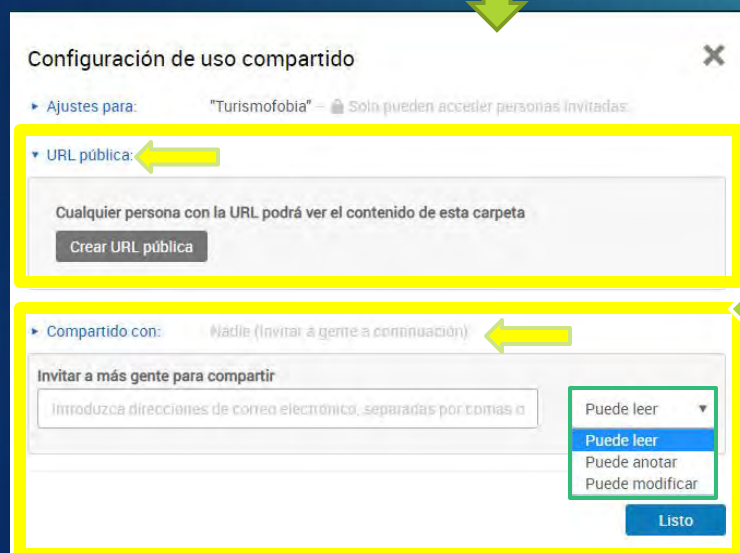 Configuración de uso compartido
Ajustes para: "Turismofobia" – Solo pueden acceder personas invitadas.
URL pública:
Cualquier persona con la URL podrá ver el contenido de esta carpeta
Crear URL pública
Compartido con: Nadie (Invitar a gente a continuación)
Invitar a más gente para compartir
Introduzca direcciones de correo electrónico, separadas por comas o
Puede leer
Puede leer
Puede anotar
Puede modificar
Listo